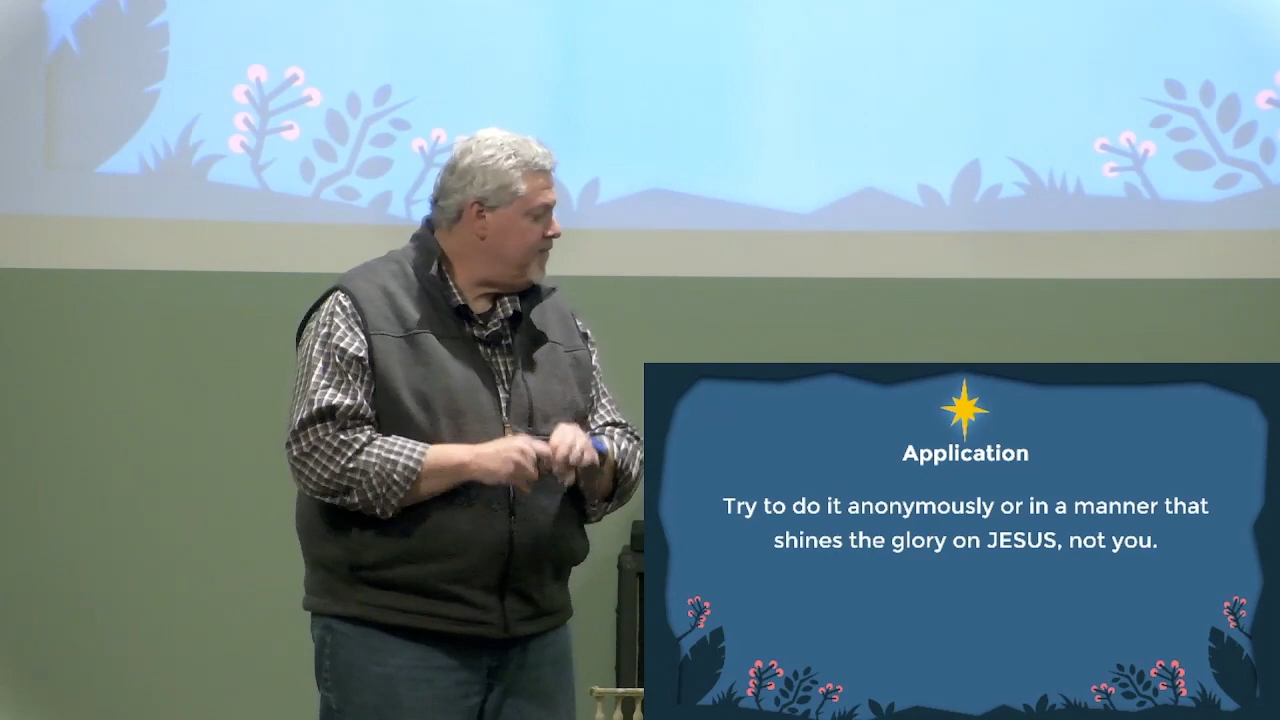 Application
Try to do it anonymously or in a manner that
shines the glory on JESUS, not you.